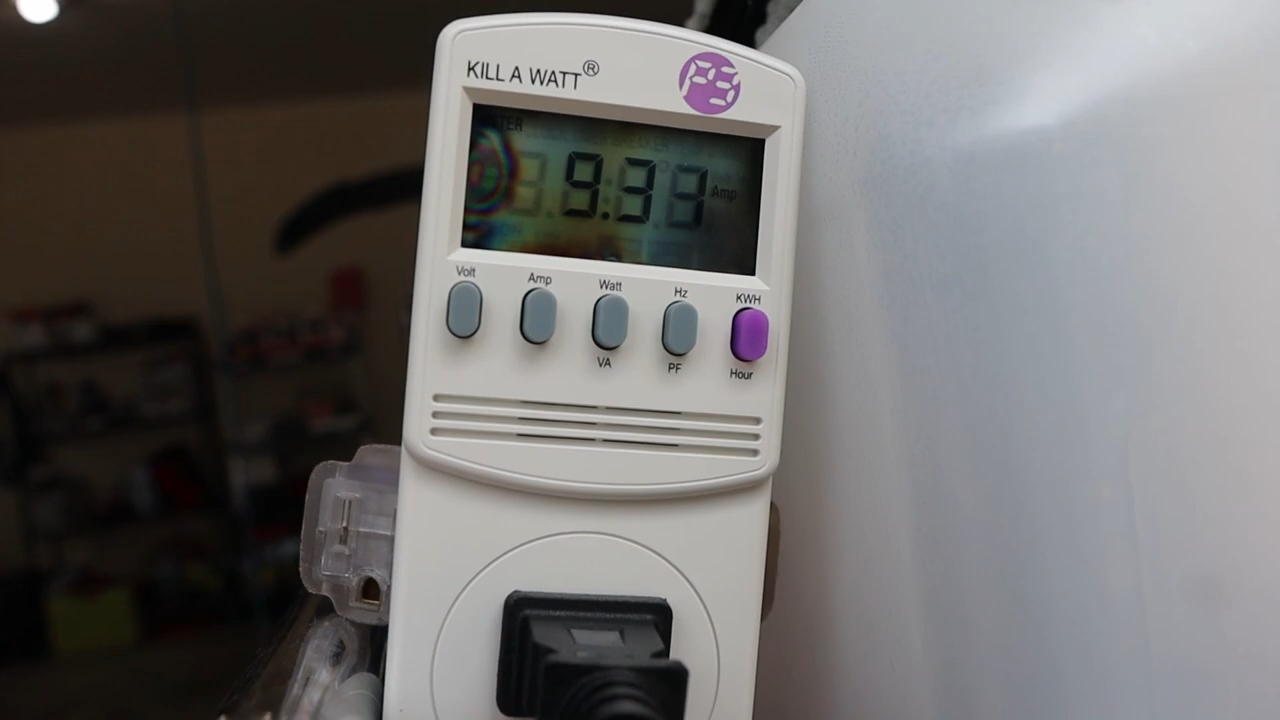 KILL A WATT®
P3
9.33 Amp
Volt Amp Watt Hz KWH
VA PF Hour